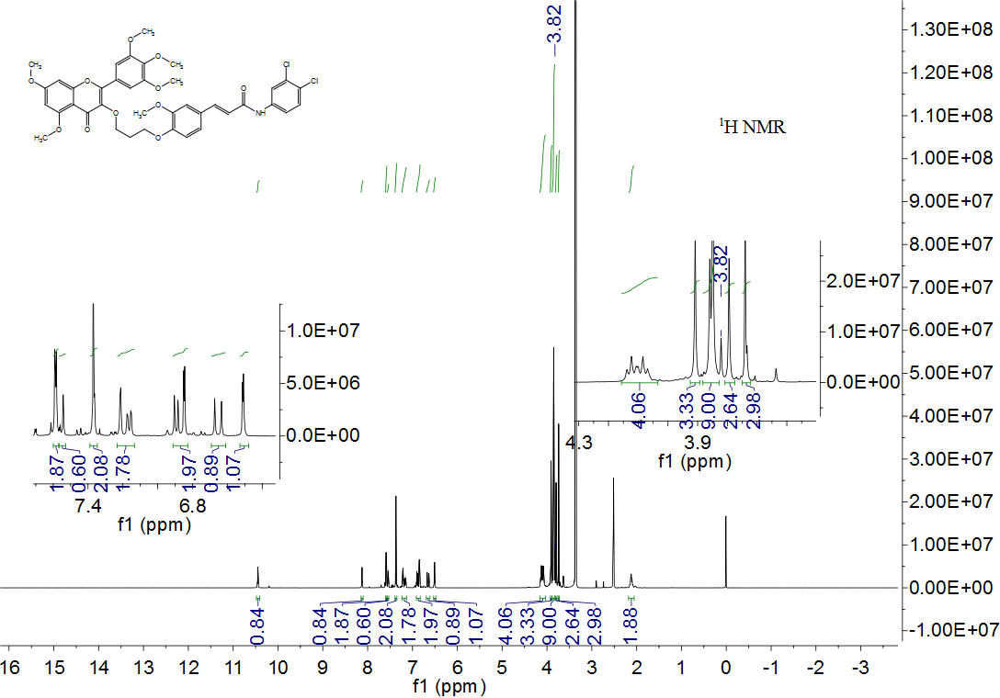 3.82
1.30E+08
1.20E+08
1.10E+08
1.00E+08
9.00E+07
8.00E+07
7.00E+07
6.00E+07
5.00E+07
4.00E+07
3.00E+07
2.00E+07
1.00E+07
0.00E+00
-1.00E+07
¹H NMR
OCH₃
O
CH₃
O
CH₃
O
CH₃
O
O
O
CH₃
O
O
CH₃
O
O
NH
Cl
Cl
1.0E+07
5.0E+06
0.0E+00
1.87
0.60
2.08
1.78
1.97
0.89
1.07
7.4
6.8
f1 (ppm)
3.82
2.0E+07
1.0E+07
0.0E+00
4.06
3.33
9.00
2.64
2.98
4.3
3.9
f1 (ppm)
0.84
0.84
1.87
0.60
2.08
1.78
1.97
0.89
1.07
4.06
3.33
9.00
2.64
2.98
1.88
16 15 14 13 12 11 10 9 8 7 6 5 4 3 2 1 0 -1 -2 -3
f1 (ppm)